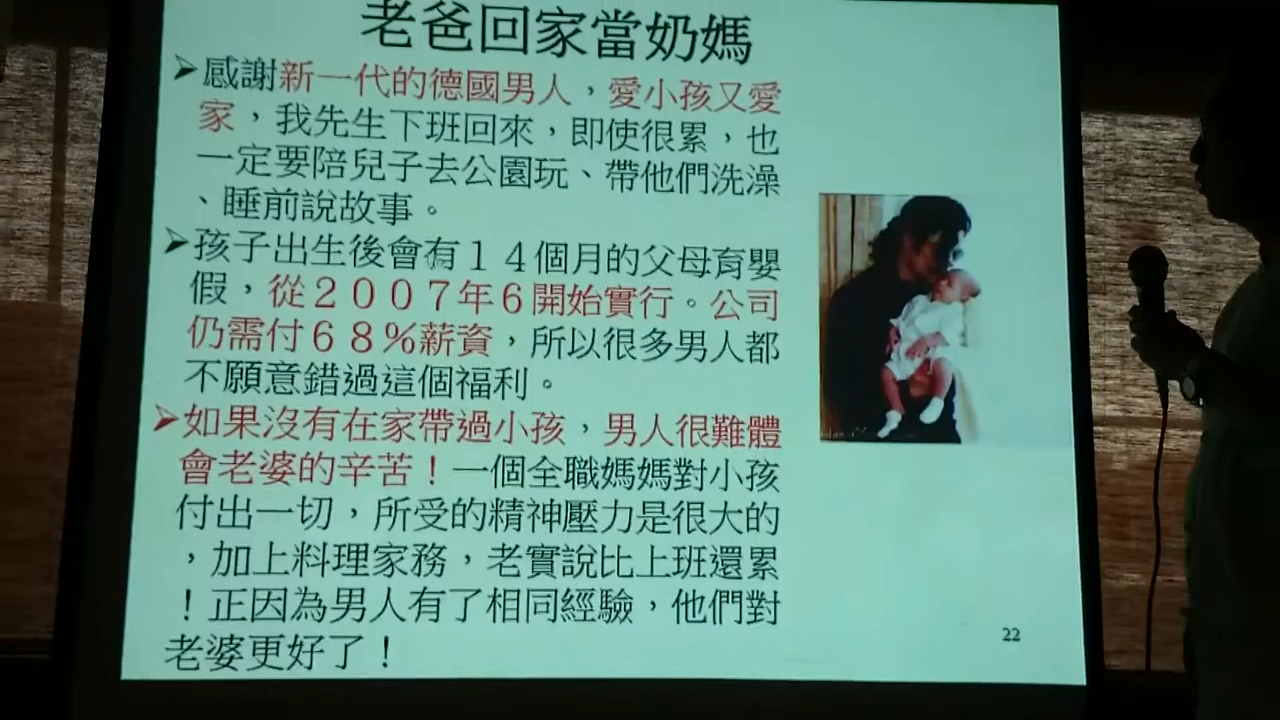 老爸回家當奶媽
➢感謝新一代的德國男人，愛小孩又愛
家，我先生下班回來，即使很累，也
一定要陪兒子去公園玩、帶他們洗澡
、睡前說故事。
➢孩子出生後會有１４個月的父母育嬰
假，從２００７年６開始實行。公司
仍需付６８%薪資，所以很多男人都
不願意錯過這個福利。
➢如果沒有在家帶過小孩，男人很難體
會老婆的辛苦！一個全職媽媽對小孩
付出一切，所受的精神壓力是很大的
，加上料理家務，老實說比上班還累
！正因為男人有了相同經驗，他們對
老婆更好了！
22